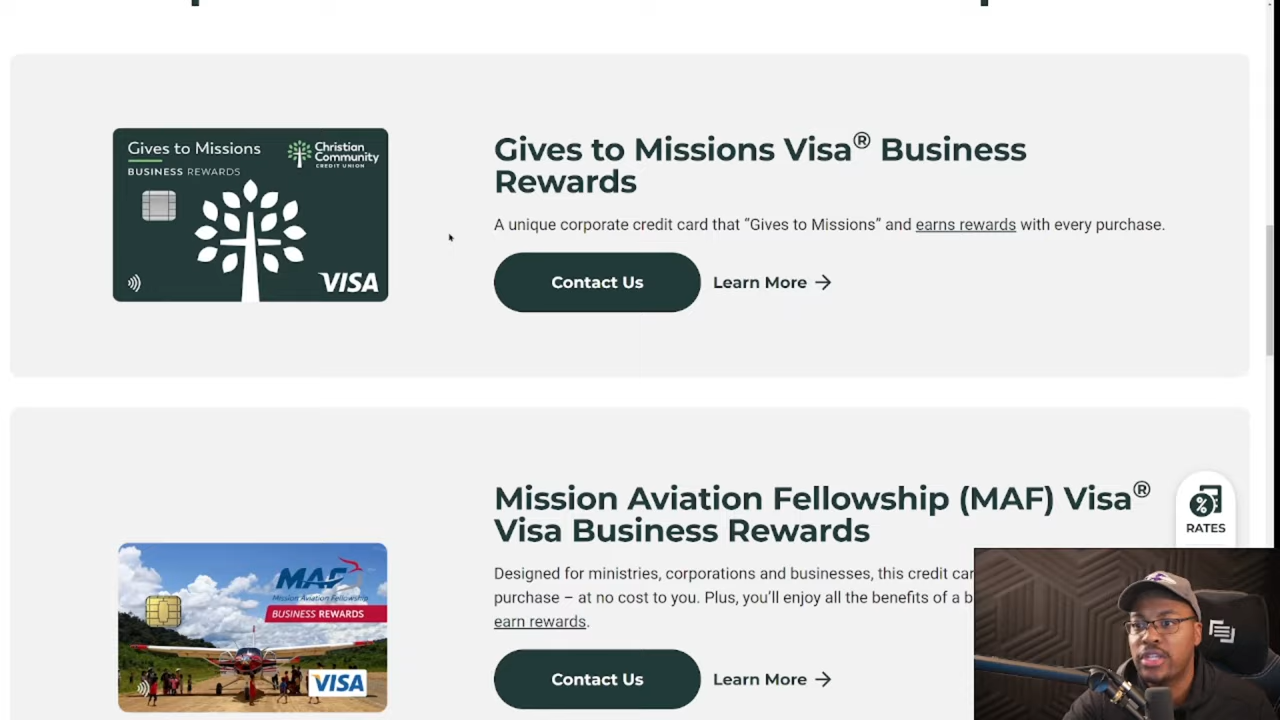 Gives to Missions
BUSINESS REWARDS
Christian
Community
CREDIT UNION
VISA
Gives to Missions Visa® Business
Rewards
A unique corporate credit card that “Gives to Missions” and earns rewards with every purchase.
Contact Us
Learn More →
MAF
Mission Aviation Fellowship
BUSINESS REWARDS
VISA
Mission Aviation Fellowship (MAF) Visa®
Visa Business Rewards
Designed for ministries, corporations and businesses, this credit car
purchase – at no cost to you. Plus, you’ll enjoy all the benefits of a b
earn rewards.
Contact Us
Learn More →
RATES